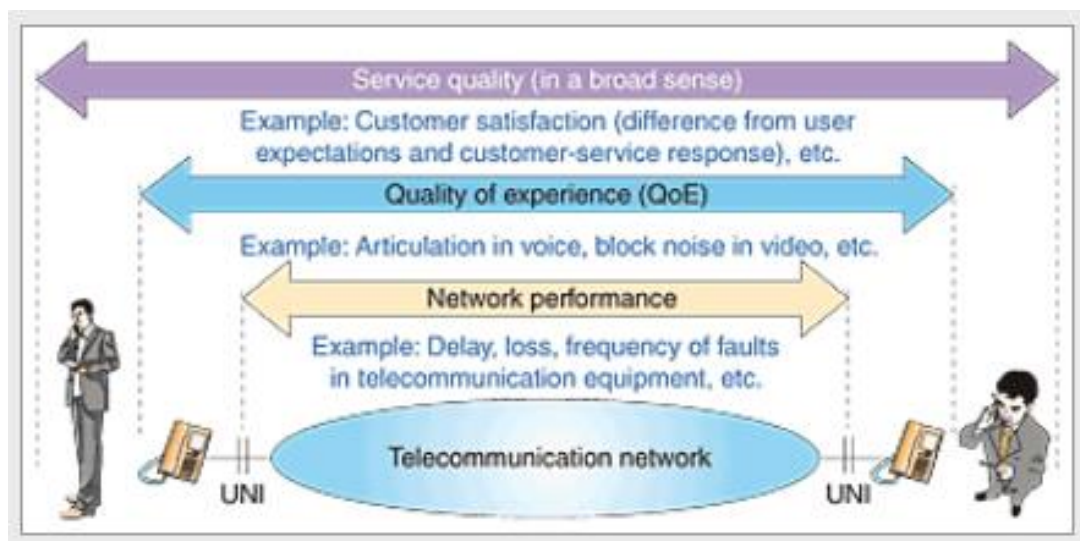 Service quality (in a broad sense)
Example: Customer satisfaction (difference from user
expectations and customer-service response), etc.
Quality of experience (QoE)
Example: Articulation in voice, block noise in video, etc.
Network performance
Example: Delay, loss, frequency of faults
in telecommunication equipment, etc.
Telecommunication network
UNI
UNI